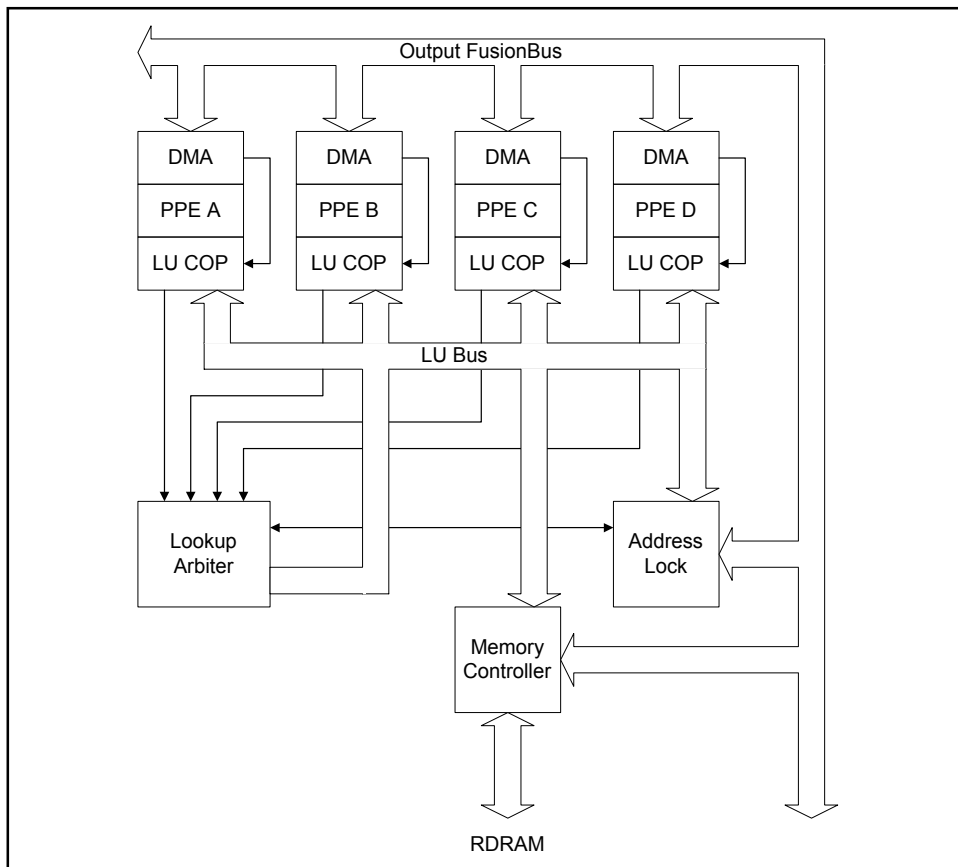 Output FusionBus
DMA
DMA
DMA
DMA
PPE A
PPE B
PPE C
PPE D
LU COP
LU COP
LU COP
LU COP
LU Bus
Lookup
Arbiter
Address
Lock
Memory
Controller
RDRAM